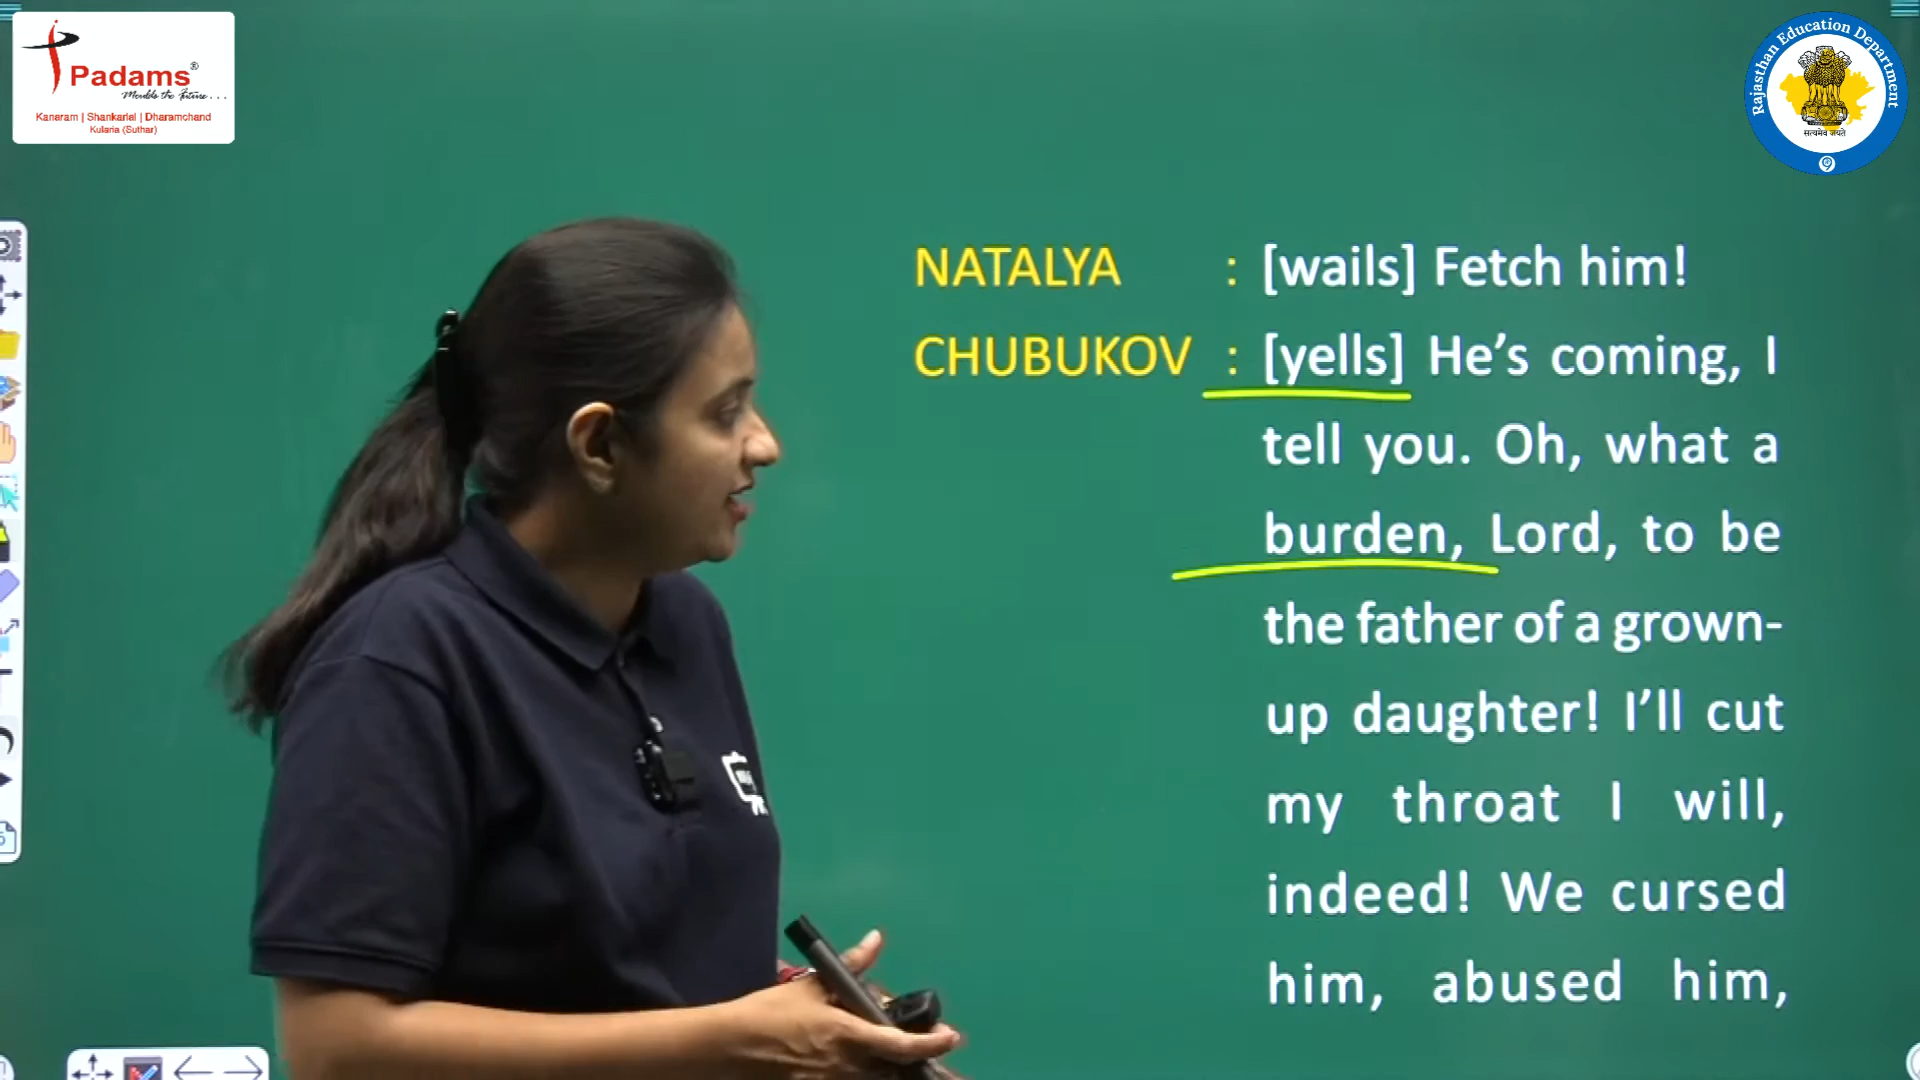 Padams®
Moulds the Future...
Kanaram | Shankarlal | Dharamchand
Kularia (Suthar)
Rajasthan Education Department
सत्यमेव जयते
NATALYA : [wails] Fetch him!
CHUBUKOV : [yells] He’s coming, I
tell you. Oh, what a
burden, Lord, to be
the father of a grown-
up daughter! I’ll cut
my throat I will,
indeed! We cursed
him, abused him,